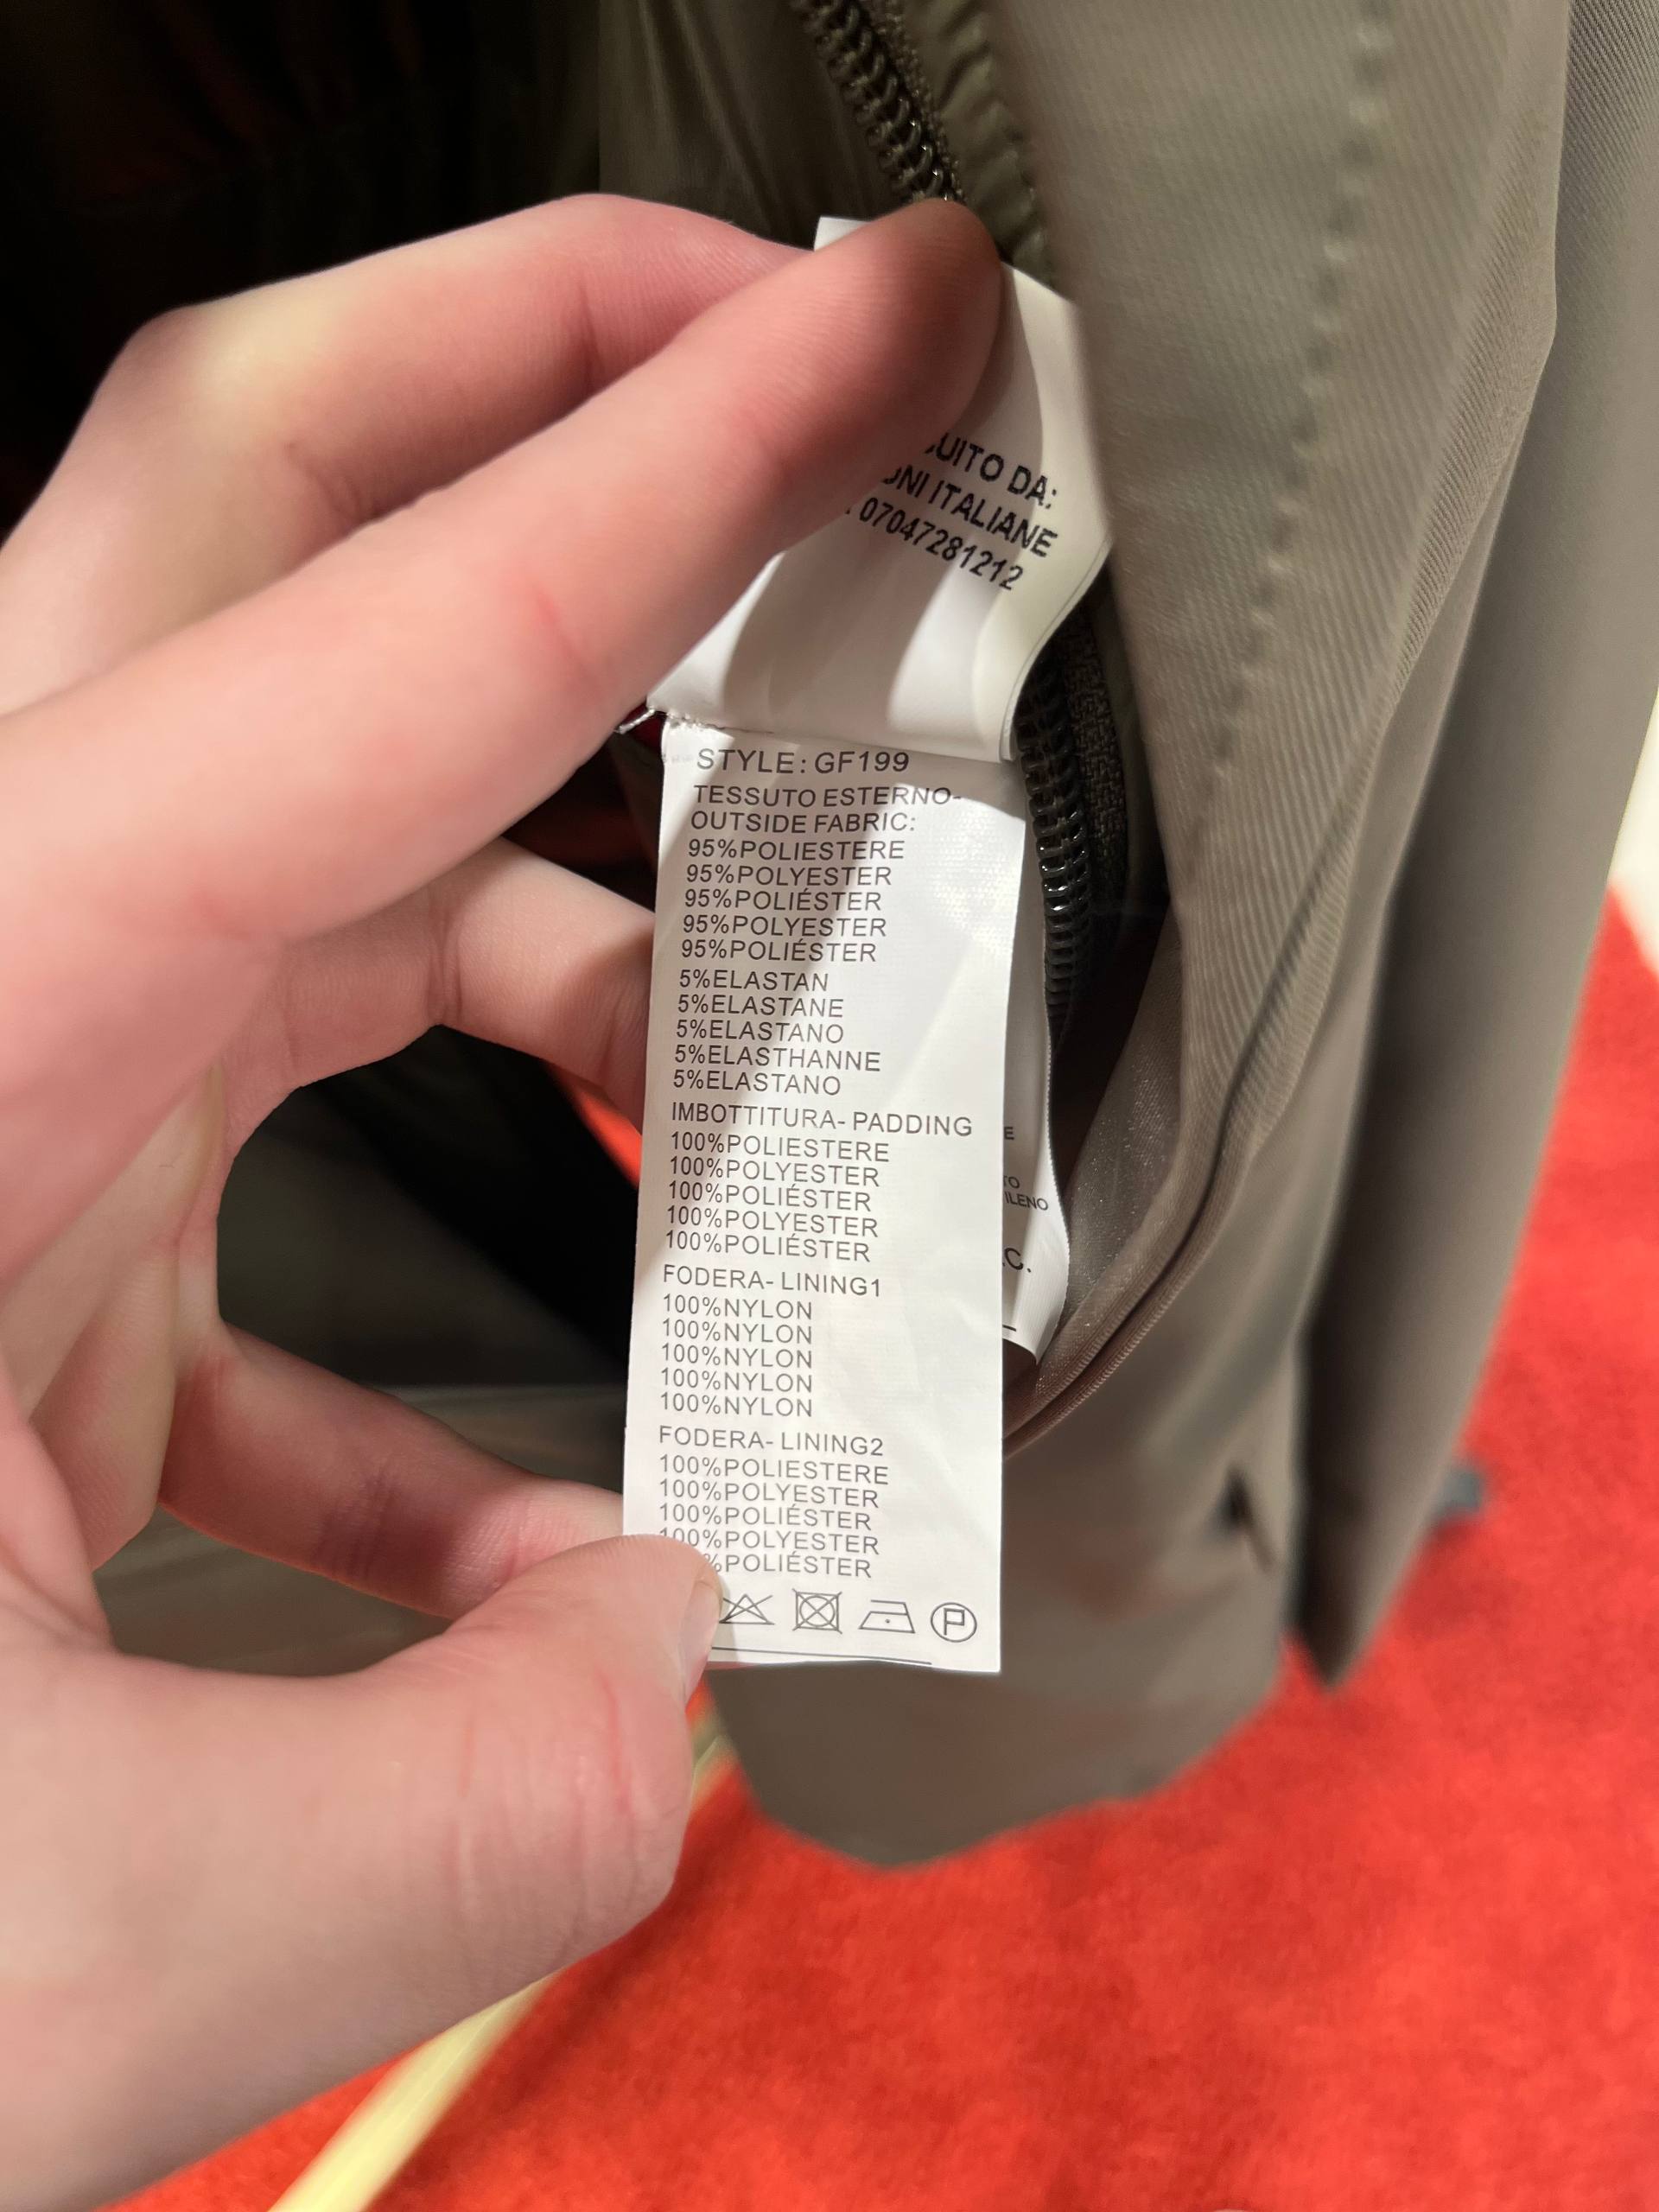 DA:
ITALIANE
07047281212
STYLE: GF199
TESSUTO ESTERNO-
OUTSIDE FABRIC:
95%POLIESTERE
95%POLYESTER
95%POLIÉSTER
95%POLYESTER
95%POLIÉSTER
5%ELASTAN
5%ELASTANE
5%ELASTANO
5%ELASTHANNE
5%ELASTANO
IMBOTTITURA- PADDING
100%POLIESTERE
100%POLYESTER
100%POLIÉSTER
100%POLYESTER
100%POLIÉSTER
FODERA- LINING1
100%NYLON
100%NYLON
100%NYLON
100%NYLON
100%NYLON
FODERA- LINING2
100%POLIESTERE
100%POLYESTER
100%POLIÉSTER
100%POLYESTER
%POLIÉSTER
P